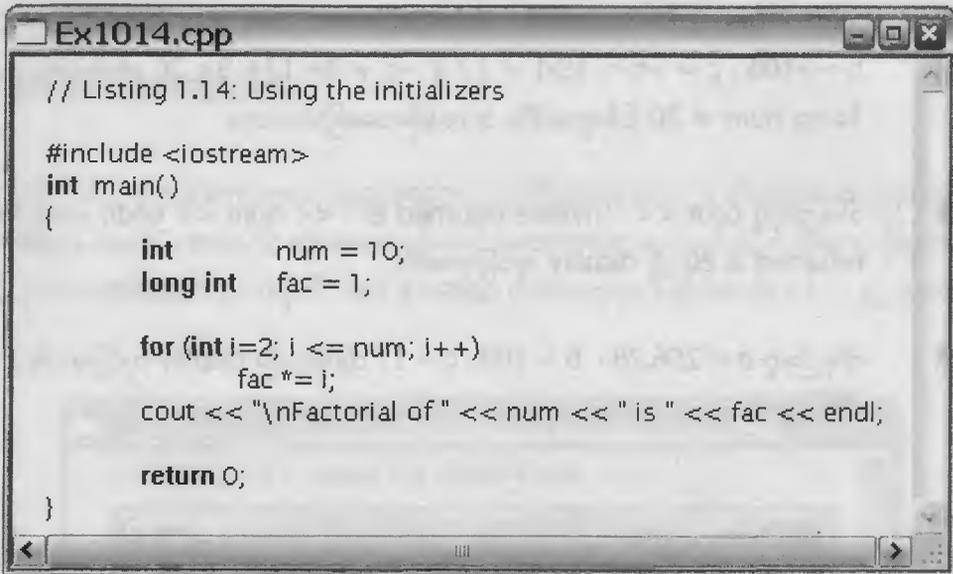 Ex1014.cpp
// Listing 1.14: Using the initializers
#include <iostream>
int main()
{
int num = 10;
long int fac = 1;
for (int i=2; i <= num; i++)
fac *= i;
cout << "\nFactorial of " << num << " is " << fac << endl;
return 0;
}